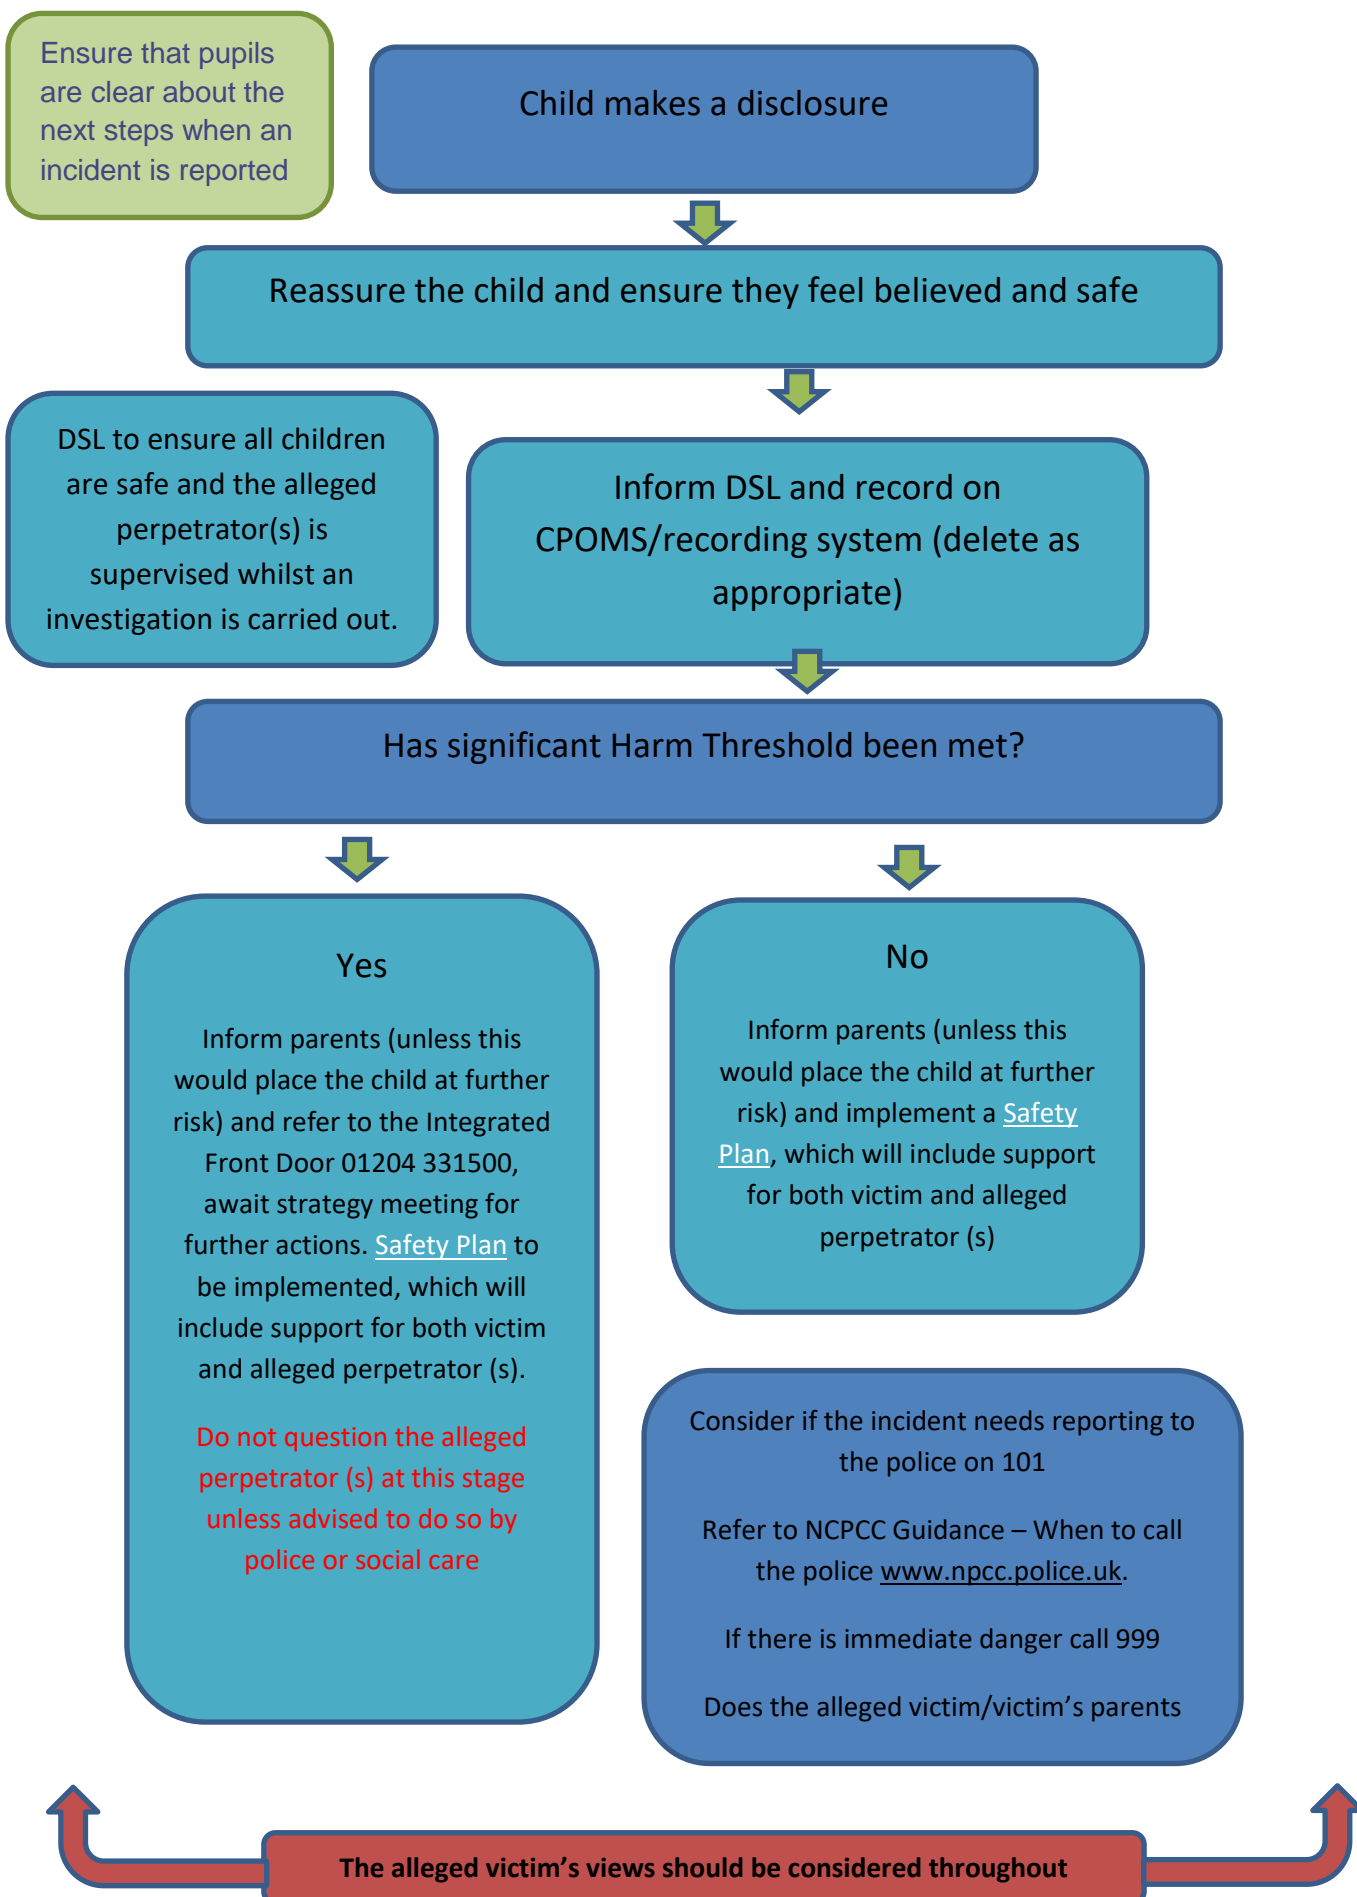 Ensure that pupils
are clear about the
next steps when an
incident is reported
Child makes a disclosure
Reassure the child and ensure they feel believed and safe
DSL to ensure all children
are safe and the alleged
perpetrator(s) is
supervised whilst an
investigation is carried out.
Inform DSL and record on
CPOMS/recording system (delete as
appropriate)
Has significant Harm Threshold been met?
Yes
Inform parents (unless this
would place the child at further
risk) and refer to the Integrated
Front Door 01204 331500,
await strategy meeting for
further actions. Safety Plan to
be implemented, which will
include support for both victim
and alleged perpetrator (s).
Do not question the alleged
perpetrator (s) at this stage
unless advised to do so by
police or social care
No
Inform parents (unless this
would place the child at further
risk) and implement a Safety
Plan, which will include support
for both victim and alleged
perpetrator (s)
Consider if the incident needs reporting to
the police on 101
Refer to NCPCC Guidance – When to call
the police www.npcc.police.uk.
If there is immediate danger call 999
Does the alleged victim/victim's parents
The alleged victim's views should be considered throughout